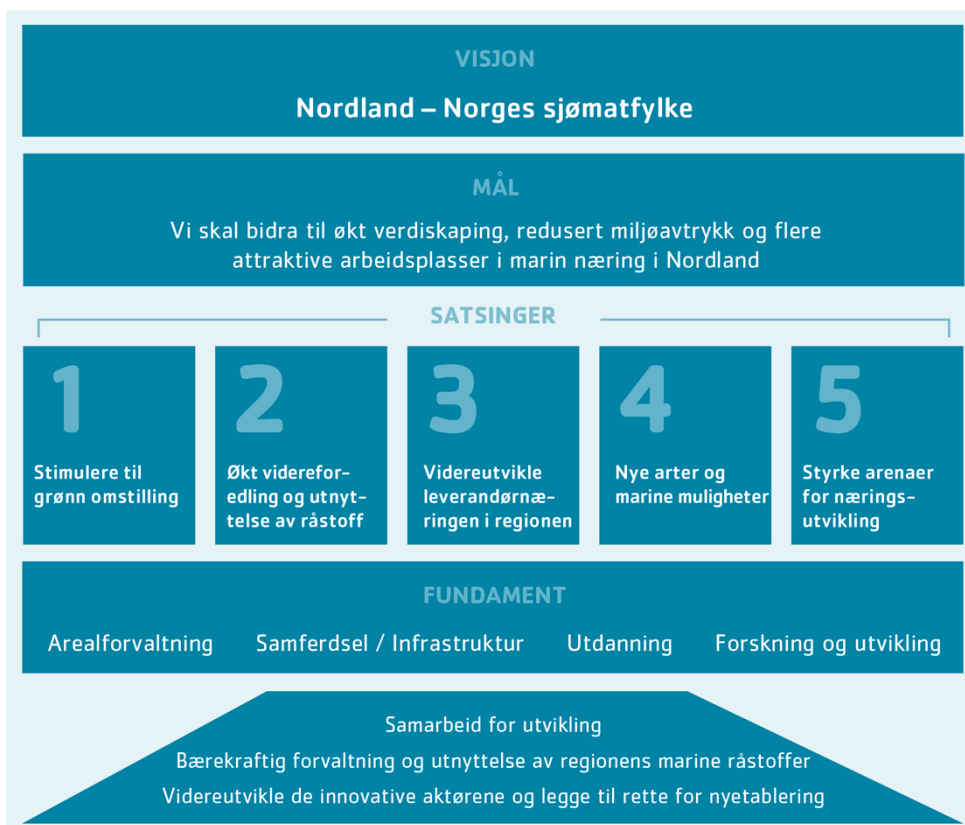 VISJON
Nordland – Norges sjømatfylke
MÅL
Vi skal bidra til økt verdiskaping, redusert miljøavtrykk og flere
attraktive arbeidsplasser i marin næring i Nordland
SATSINGER
1
Stimulere til
grønn omstilling
2
Økt viderefor-
edling og utnyt-
telse av råstoff
3
Videreutvikle
leverandørnæ-
ringen i regionen
4
Nye arter og
marine muligheter
5
Styrke arenaer
for nærings-
utvikling
FUNDAMENT
Arealforvaltning Samferdsel / Infrastruktur Utdanning Forskning og utvikling
Samarbeid for utvikling
Bærekraftig forvaltning og utnyttelse av regionens marine råstoffer
Videreutvikle de innovative aktørene og legge til rette for nyetablering